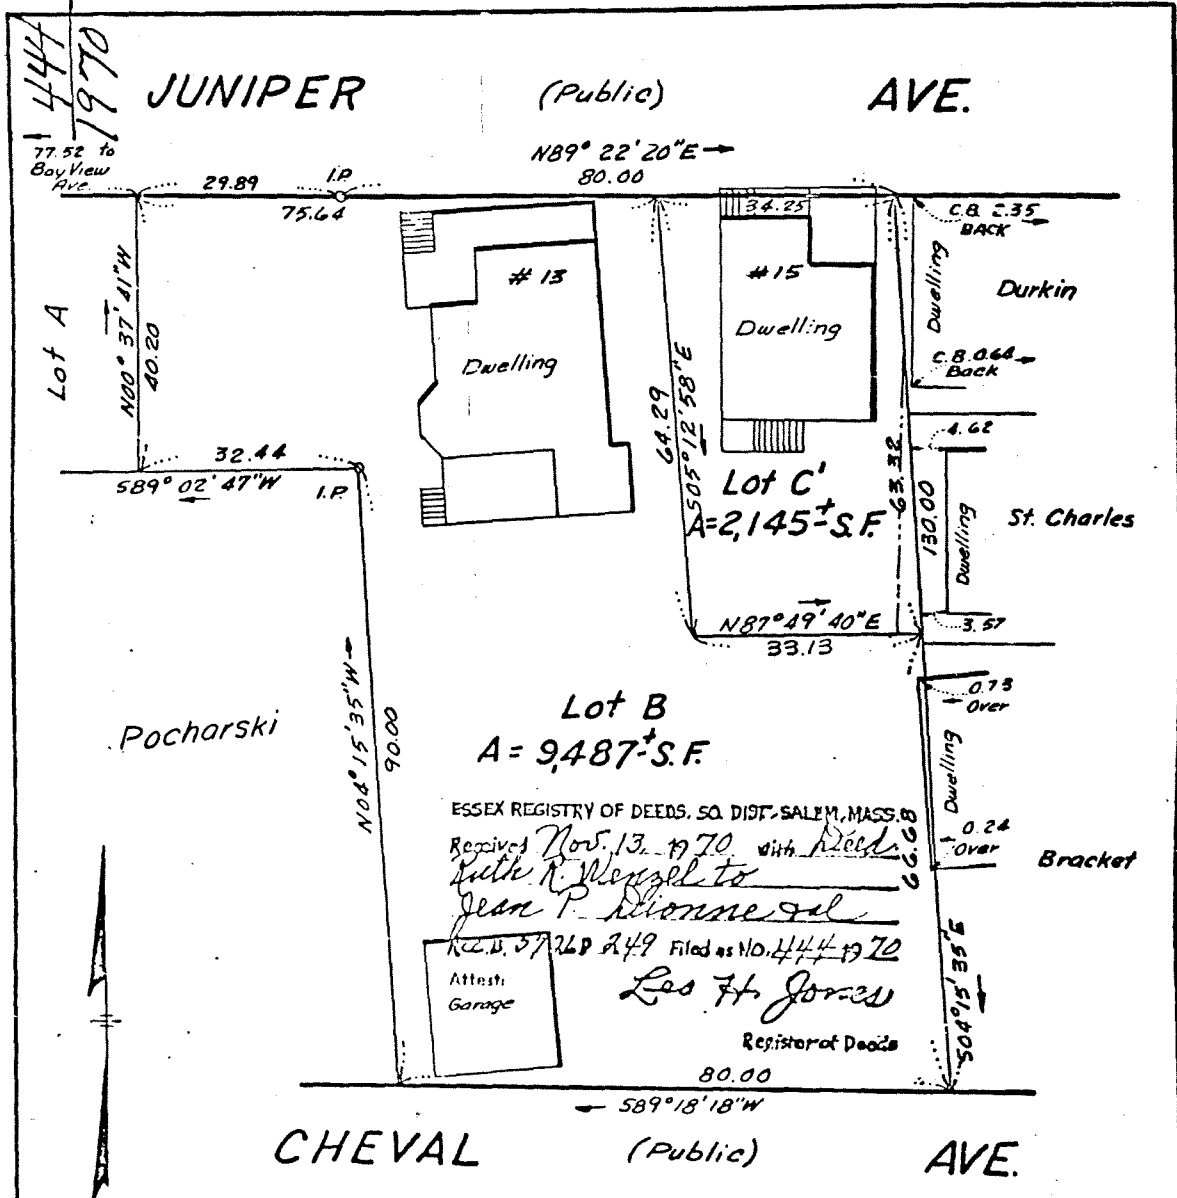 444
1970
JUNIPER (Public) AVE.
77.52 to
Bay View
Ave.
N89° 22' 20"E
29.89 I.P. 80.00
75.64
34.25
C.B. 2.35
BACK
Lot A
N00° 37' 41"W
40.20
# 13
Dwelling
#15
Dwelling
Dwelling
Durkin
C.B. 0.64
Back
64.29
S05° 12' 58"E
32.44
S89° 02' 47"W
I.P.
Lot C'
A=2,145± S.F.
63.32
130.00
4.62
Dwelling
St. Charles
3.57
N87° 49' 40"E
33.13
Pocharski
N04° 15' 35"W
90.00
Lot B
A = 9,487± S.F.
0.73
Over
Dwelling
0.24
Over
Bracket
66.68
S04° 15' 35"E
ESSEX REGISTRY OF DEEDS, SO. DIST. SALEM, MASS.
Received Nov. 13, 1970 with Deed
Ruth R. Wenzel to
Jean P. Dionne et al
Rec. B. 5726 P 249 Filed as No. 444 1970
Attest:
Garage
Leo H. Jones
Register of Deeds
80.00
S89° 18' 18"W
CHEVAL (Public) AVE.